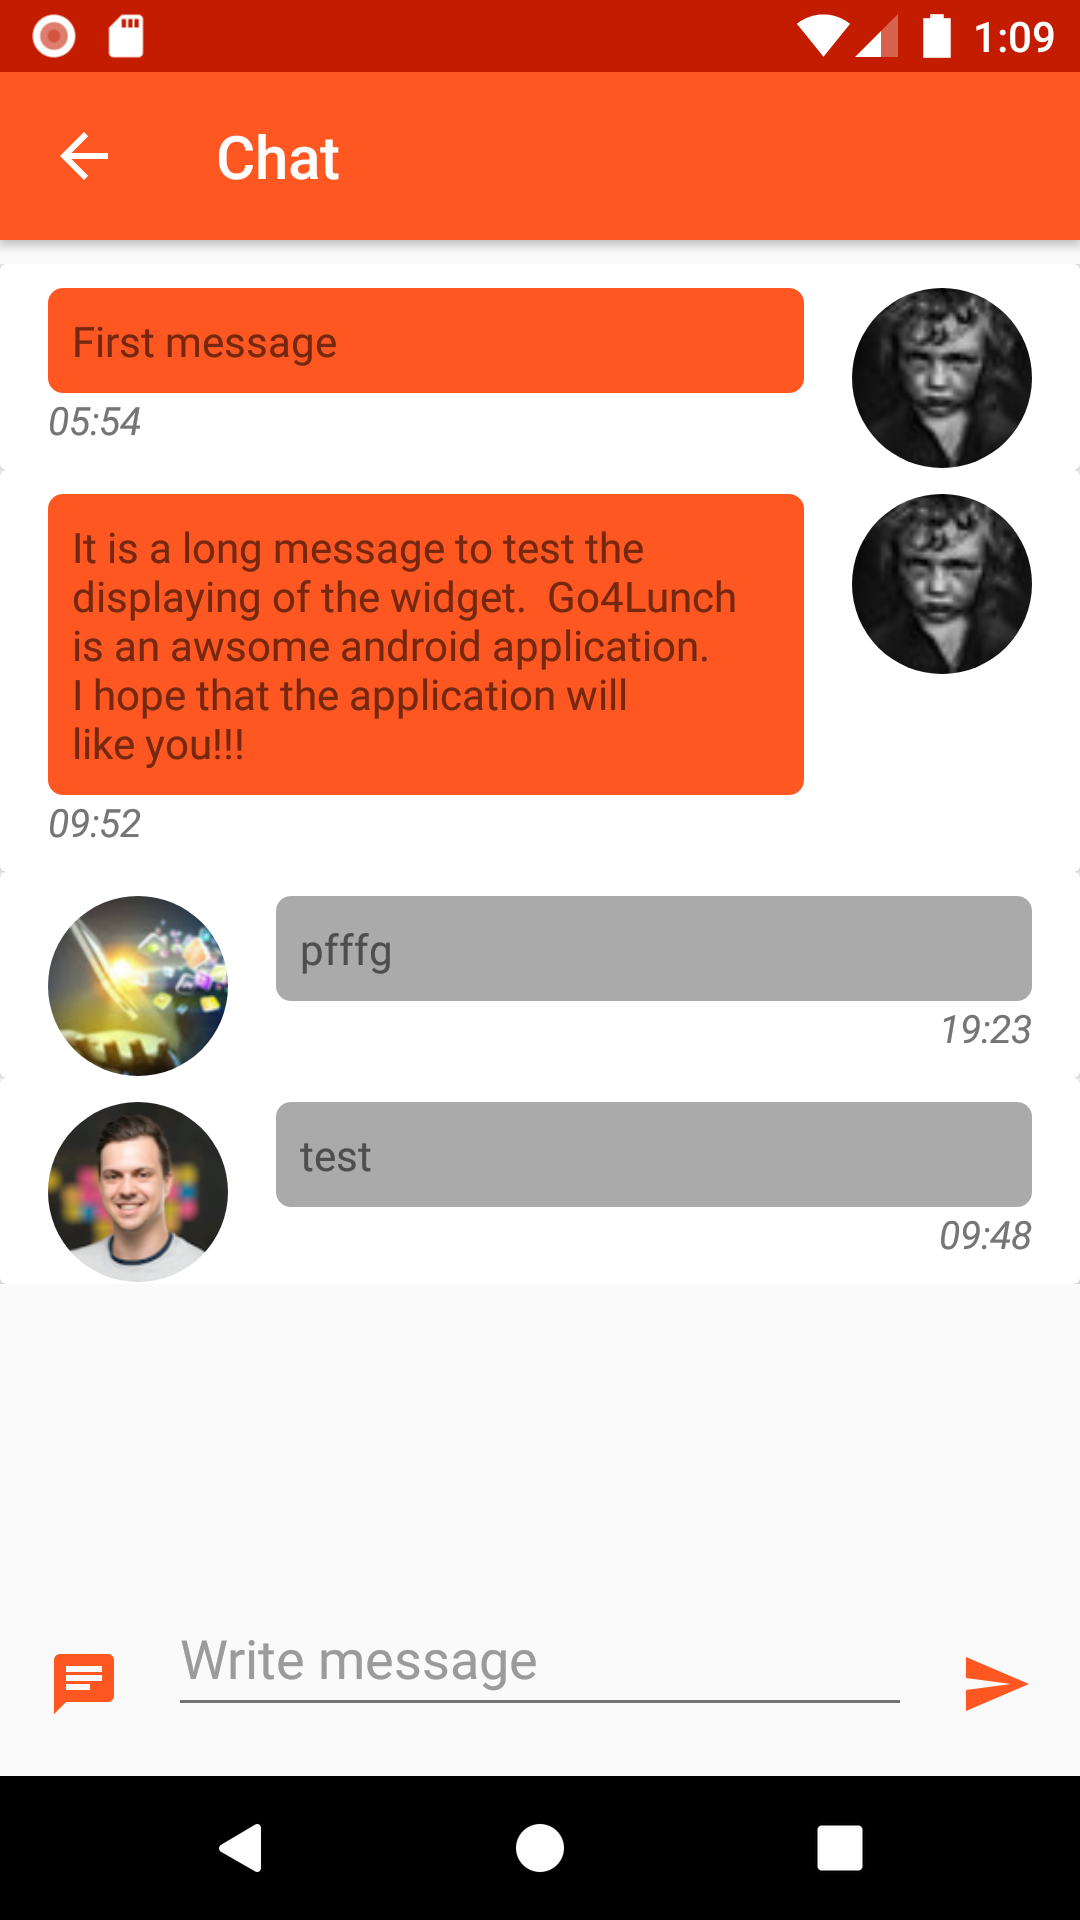 1:09
Chat
First message
05:54
It is a long message to test the
displaying of the widget.  Go4Lunch
is an awsome android application.
I hope that the application will
like you!!!
09:52
pfffg
19:23
test
09:48
Write message